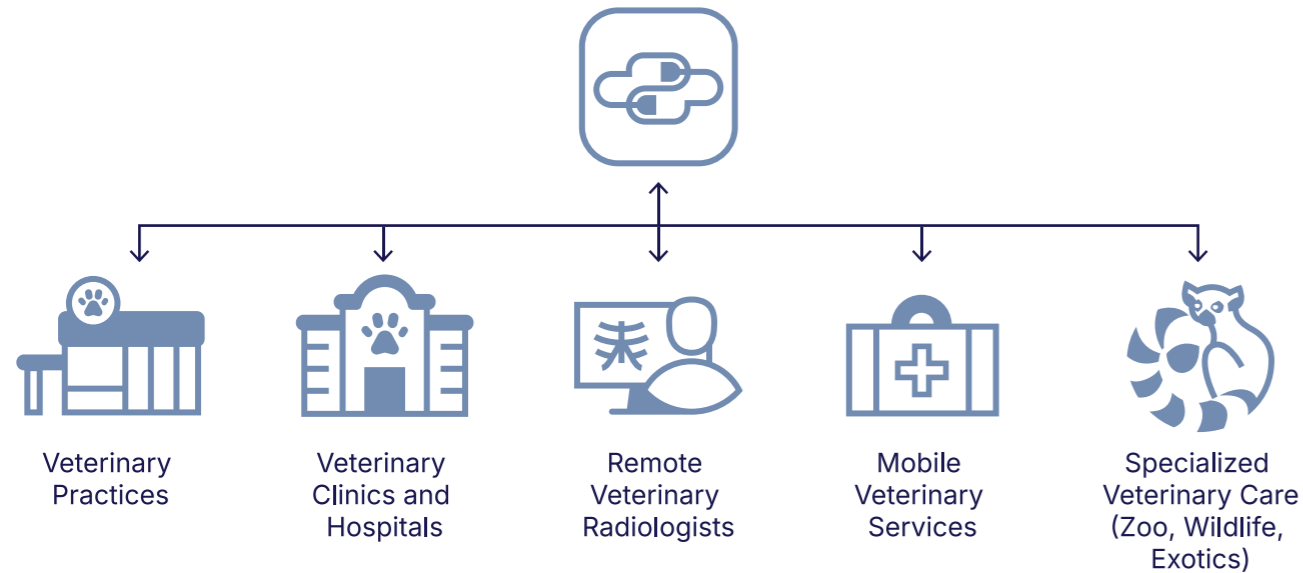 Veterinary
Practices
Veterinary
Clinics and
Hospitals
Remote
Veterinary
Radiologists
Mobile
Veterinary
Services
Specialized
Veterinary Care
(Zoo, Wildlife,
Exotics)